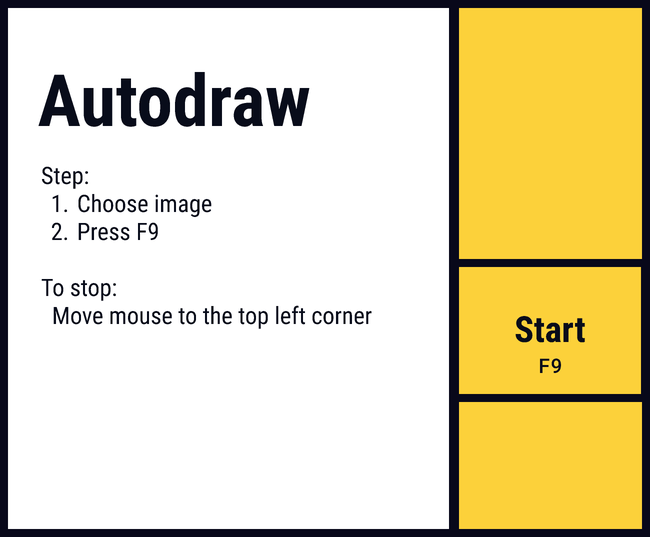 Autodraw
Step:
1. Choose image
2. Press F9
To stop:
Move mouse to the top left corner
Start
F9